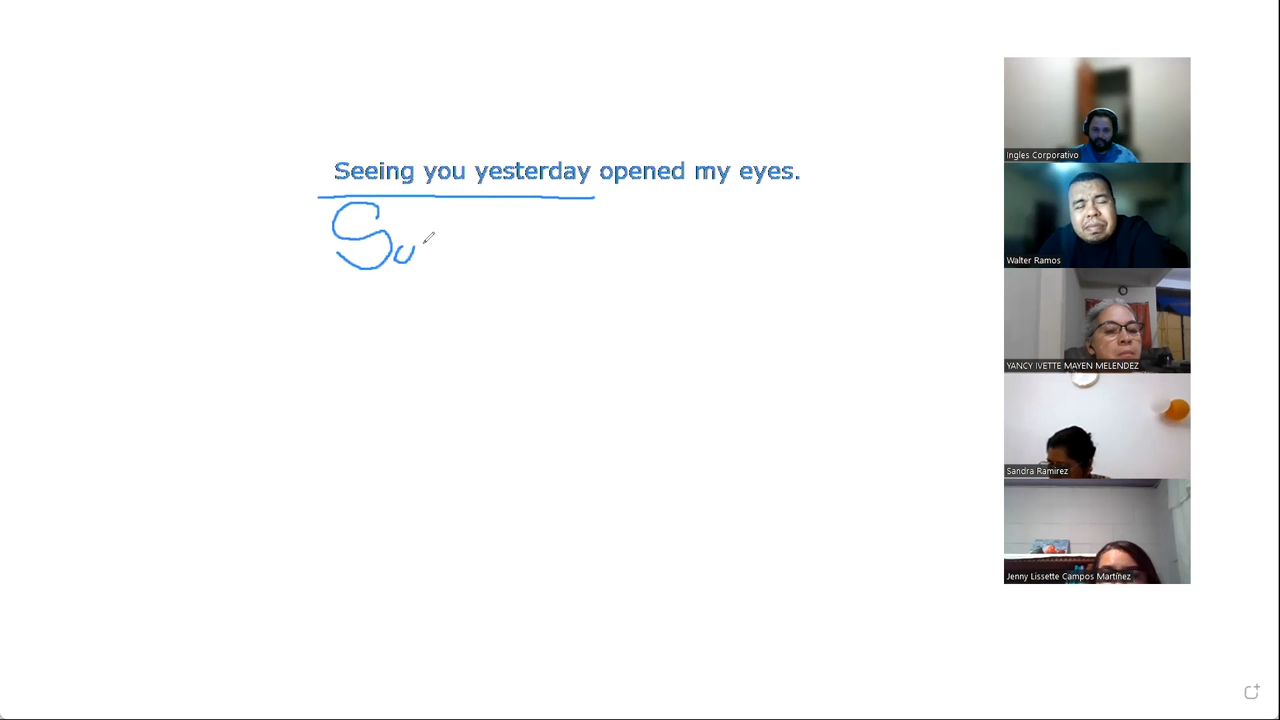 Seeing you yesterday opened my eyes.
Su
Ingles Corporativo
Walter Ramos
YANCY IVETTE MAYEN MELENDEZ
Sandra Ramirez
Jenny Lissette Campos Martínez